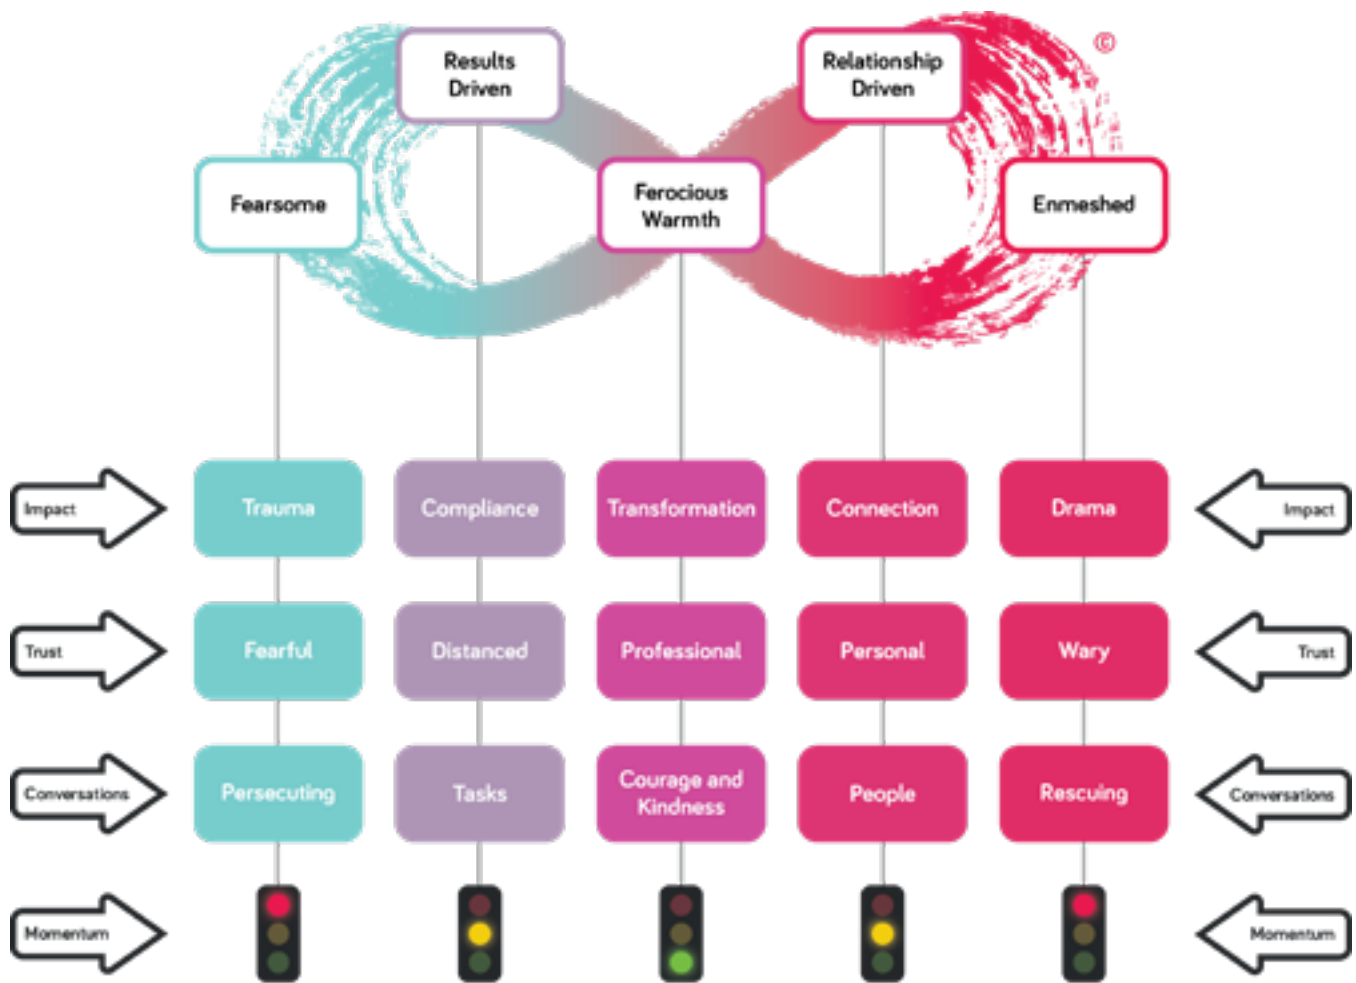 Results
Driven
Relationship
Driven
©
Fearsome
Ferocious
Warmth
Enmeshed
Impact
Trauma
Compliance
Transformation
Connection
Drama
Impact
Trust
Fearful
Distanced
Professional
Personal
Wary
Trust
Conversations
Persecuting
Tasks
Courage and
Kindness
People
Rescuing
Conversations
Momentum
Momentum